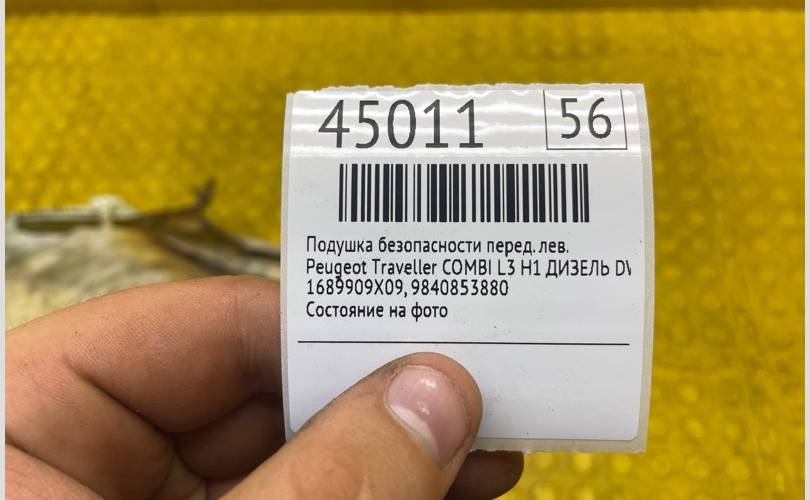 45011 56
Подушка безопасности перед. лев.
Peugeot Traveller COMBI L3 H1 ДИЗЕЛЬ
1689909X09, 9840853880
Состояние на фото